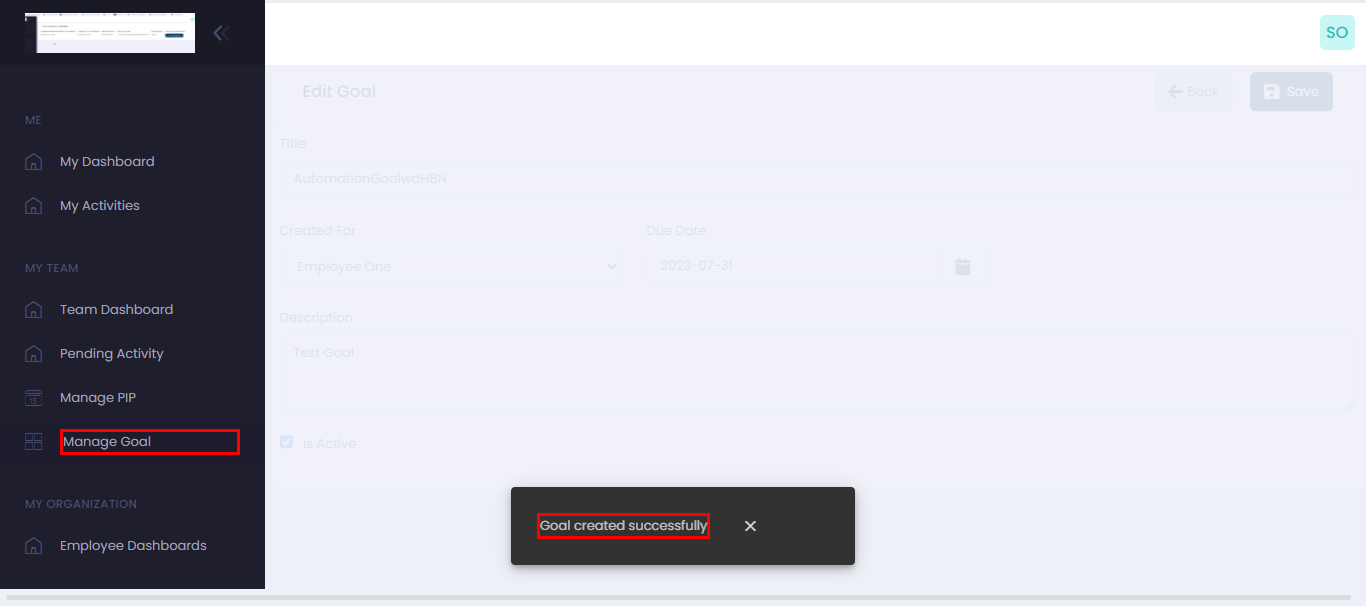 SO
ME
My Dashboard
My Activities
MY TEAM
Team Dashboard
Pending Activity
15
Manage PIP
Manage Goal
MY ORGANIZATION
Employee Dashboards
Edit Goal
Back
Save
Title
AutomationGoalwdH8N
Created For
Due Date
Employee One
2023-07-31
Description
Test Goal
Is Active
Goal created successfully